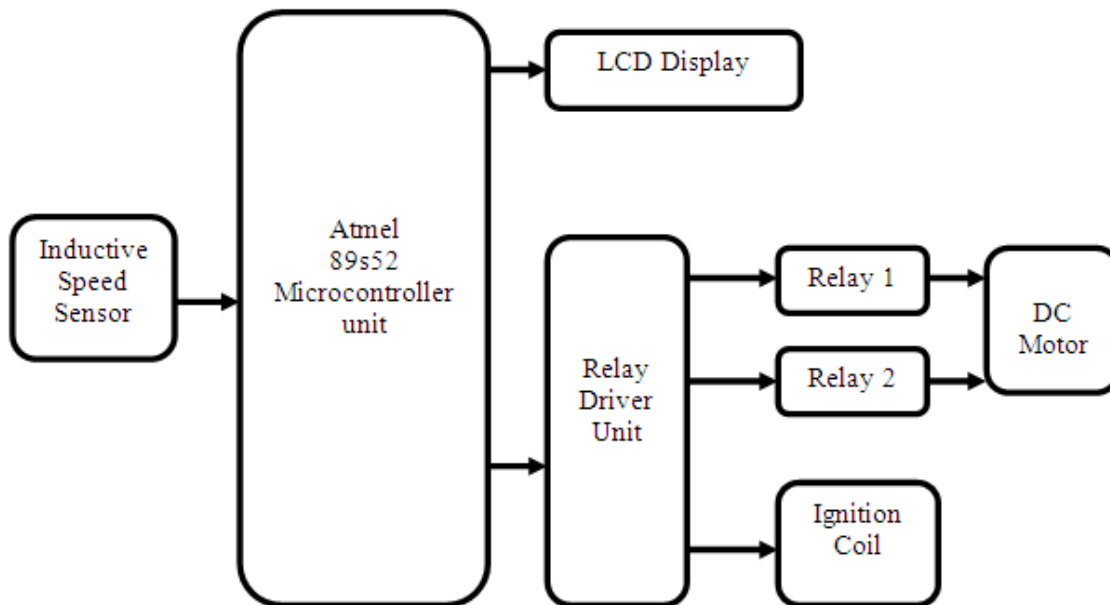 LCD Display
Inductive
Speed
Sensor
Atmel
89s52
Microcontroller
unit
Relay
Driver
Unit
Relay 1
Relay 2
DC
Motor
Ignition
Coil